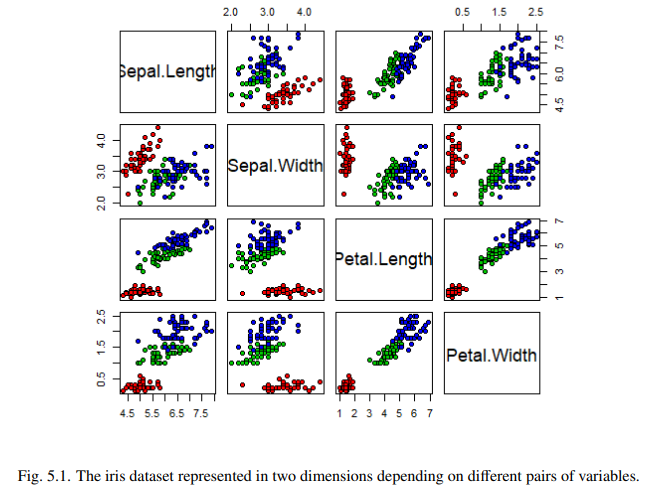 2.0 3.0 4.0
0.5 1.5 2.5
Sepal.Length
4.5 6.0 7.5
2.0 3.0 4.0
Sepal.Width
Petal.Length
1 3 5 7
0.5 1.5 2.5
Petal.Width
4.5 5.5 6.5 7.5
1 2 3 4 5 6 7
Fig. 5.1. The iris dataset represented in two dimensions depending on different pairs of variables.